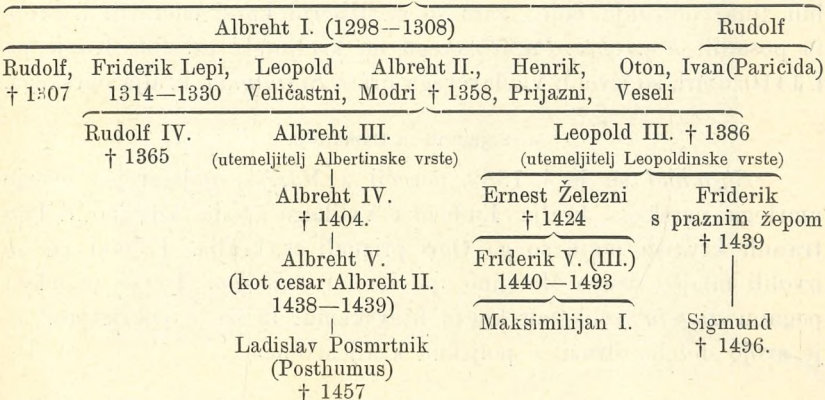 Albreht I. (1298—1308) Rudolf
Rudolf, Friderik Lepi, Leopold Albreht II., Henrik, Oton, Ivan (Paricida)
† 1307 1314—1330 Veličastni, Modri † 1358, Prijazni, Veseli
Rudolf IV. Albreht III. Leopold III. † 1386
† 1365 (utemeljitelj Albertinske vrste) (utemeljitelj Leopoldinske vrste)
Albreht IV. Ernest Železni Friderik
† 1404. † 1424 s praznim žepom
† 1439
Albreht V. Friderik V. (III.)
(kot cesar Albreht II. 1440—1493
1438—1439)
Maksimilijan I. Sigmund
† 1496.
Ladislav Posmrtnik
(Posthumus)
† 1457